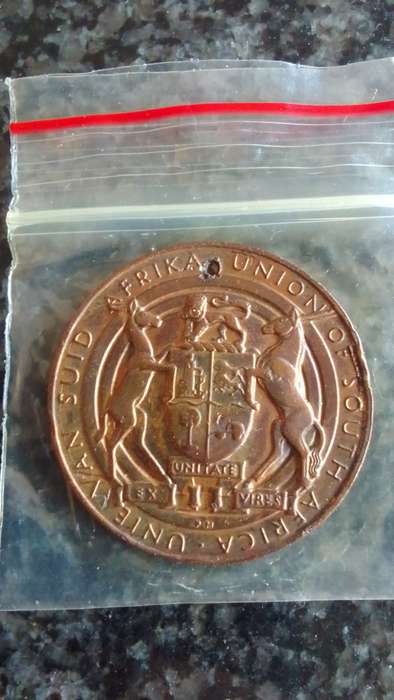 UNIE VAN SUID AFRIKA UNION OF SOUTH AFRICA ·
UNITATE
EX VIRES